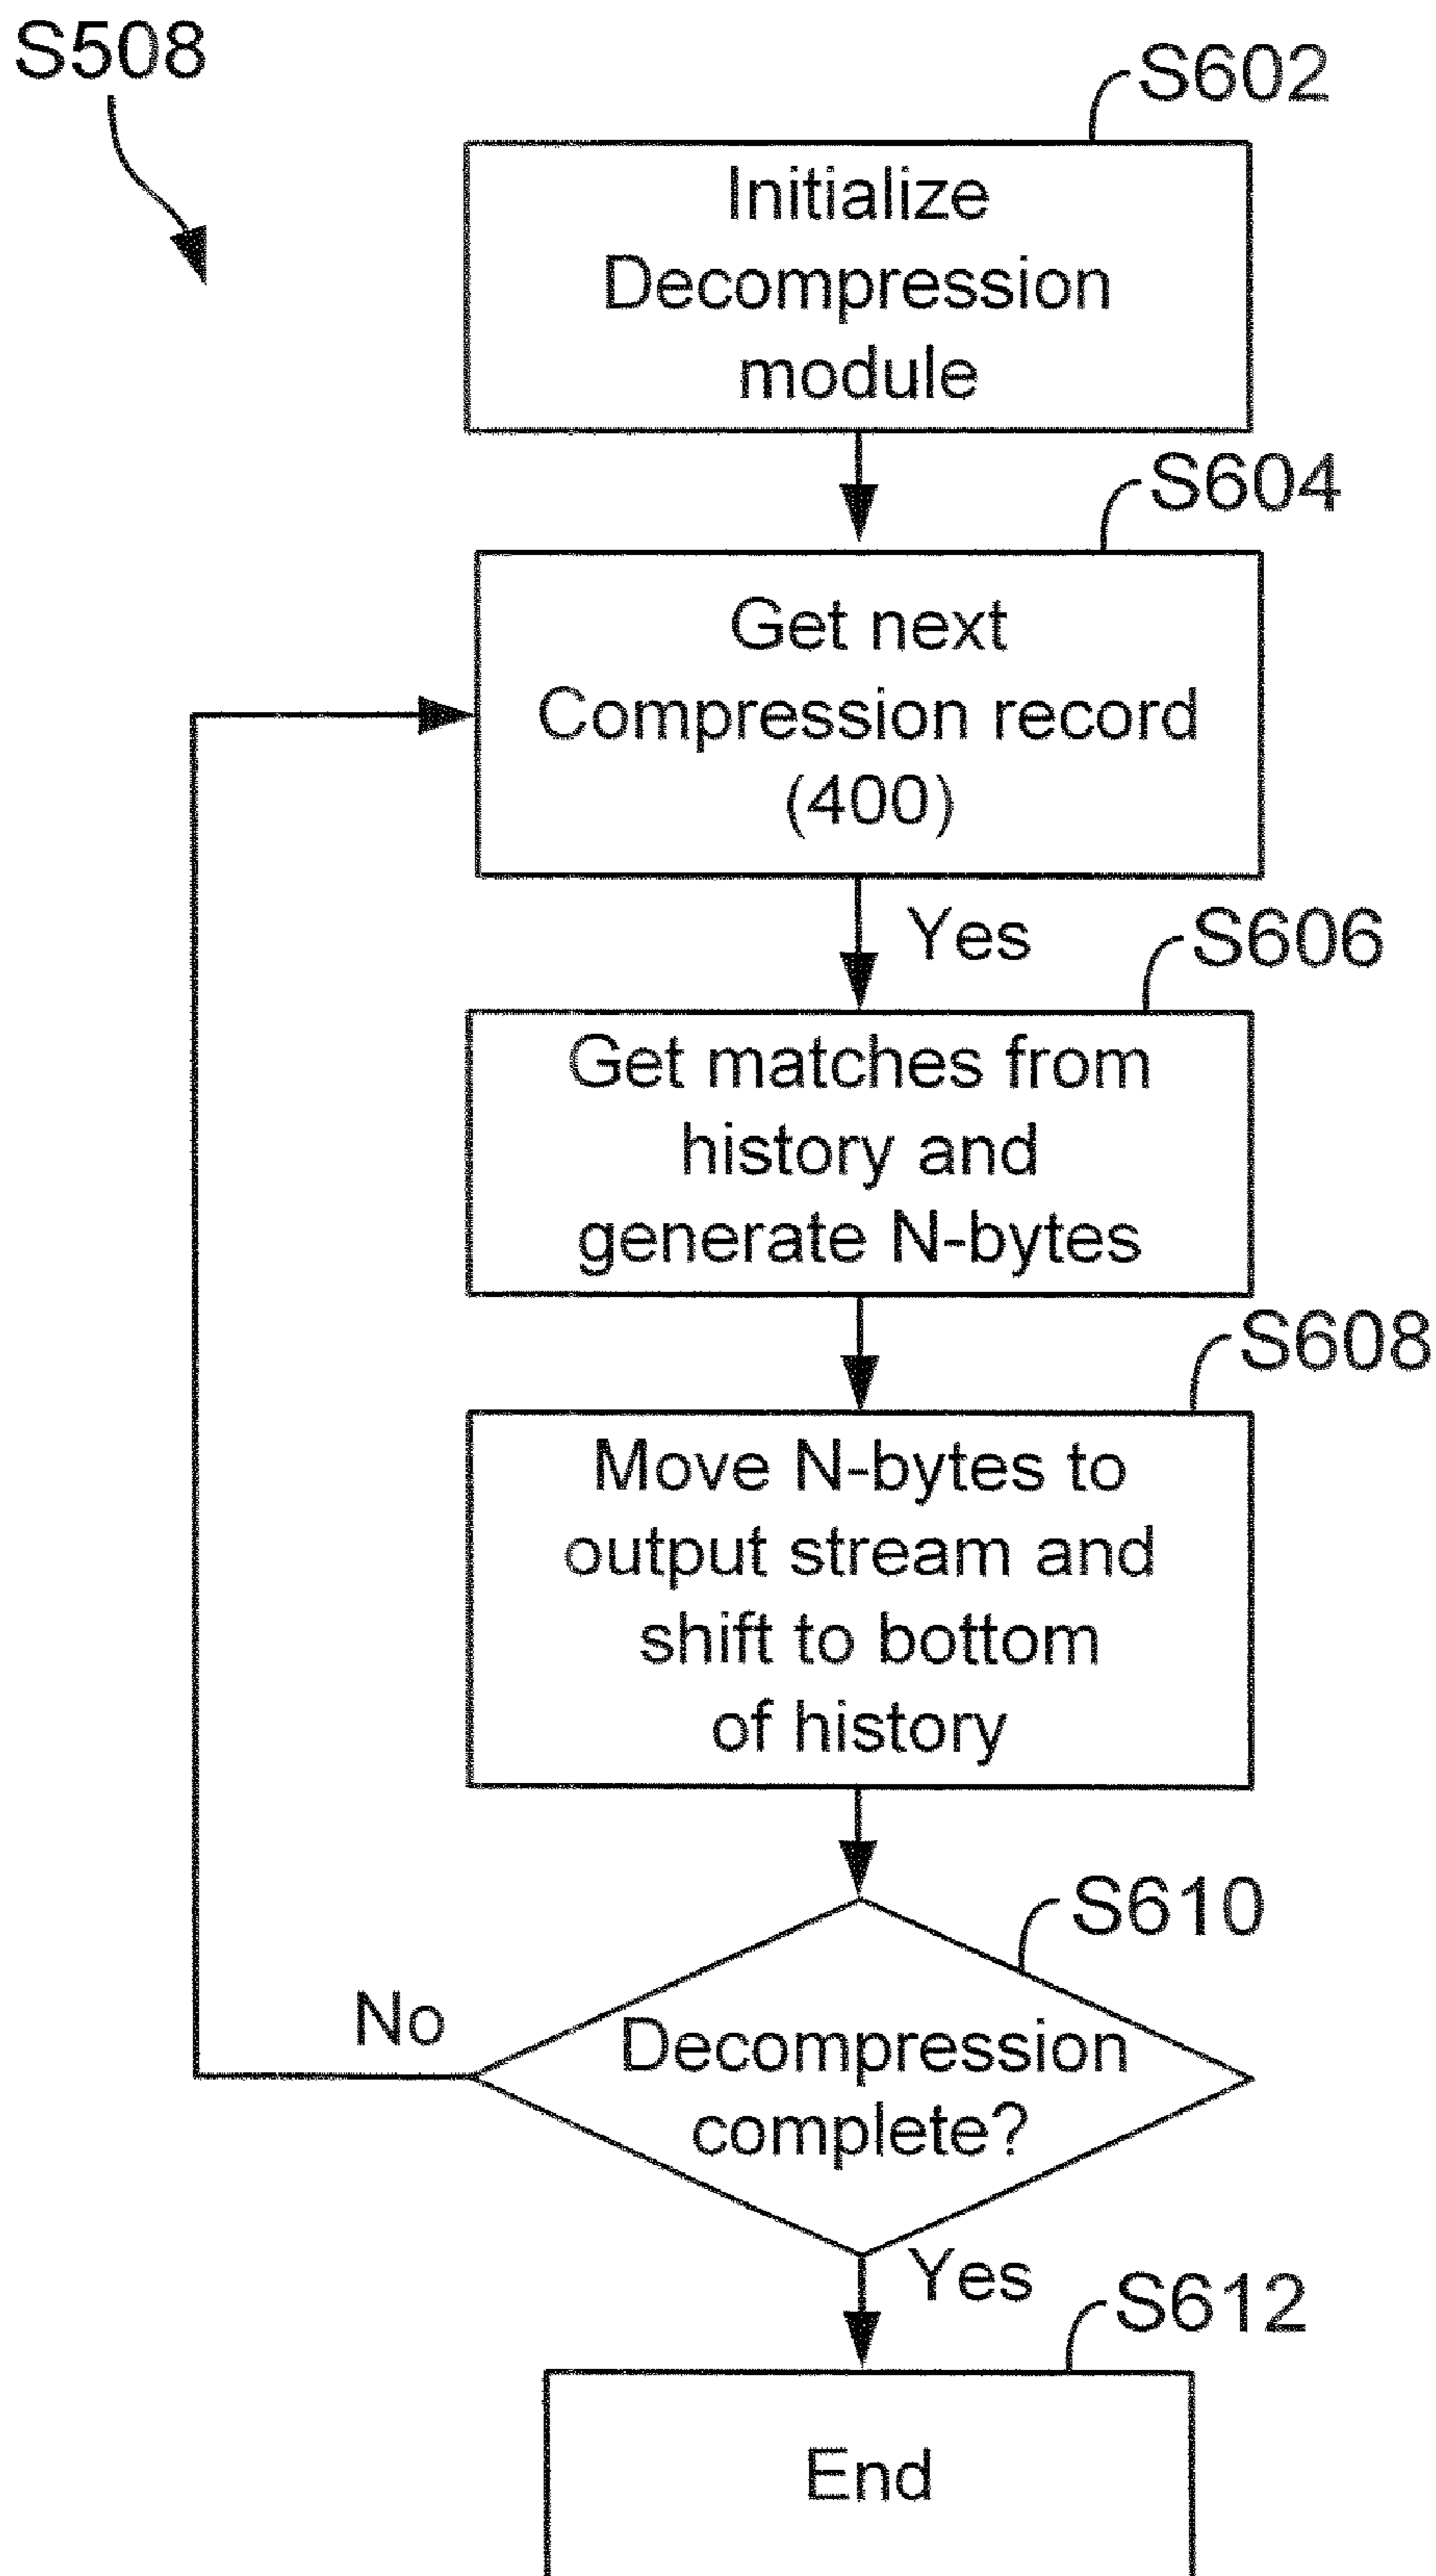 S508
S602
Initialize
Decompression
module
S604
Get next
Compression record
(400)
Yes
S606
Get matches from
history and
generate N-bytes
S608
Move N-bytes to
output stream and
shift to bottom
of history
S610
No
Decompression
complete?
Yes
S612
End